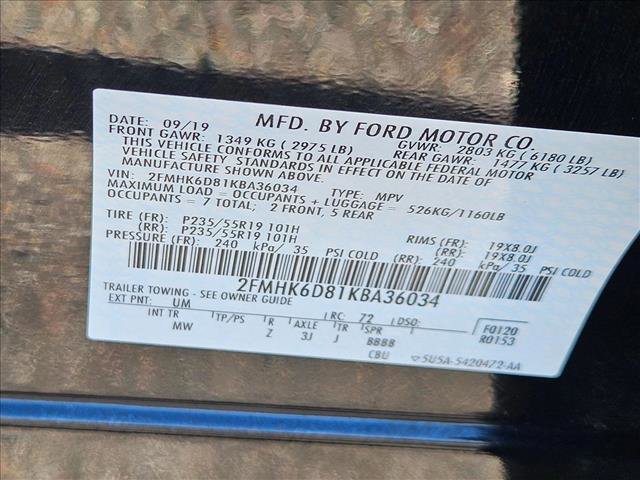 MFD. BY FORD MOTOR CO.
DATE: 09/19 GVWR: 2803 KG ( 6180 LB)
FRONT GAWR: 1349 KG ( 2975 LB) REAR GAWR: 1477 KG ( 3257 LB)
THIS VEHICLE CONFORMS TO ALL APPLICABLE FEDERAL MOTOR
VEHICLE SAFETY STANDARDS IN EFFECT ON THE DATE OF
MANUFACTURE SHOWN ABOVE.
VIN: 2FMHK6D81KBA36034 TYPE: MPV
MAXIMUM LOAD = OCCUPANTS + LUGGAGE = 526KG/1160LB
OCCUPANTS = 7 TOTAL; 2 FRONT, 5 REAR
TIRE (FR): P235/55R19 101H RIMS (FR): 19X8.0J
(RR): P235/55R19 101H (RR): 19X8.0J
PRESSURE (FR): 240 kPa/ 35 PSI COLD (RR): 240 kPa/ 35 PSI COLD
2FMHK6D81KBA36034
TRAILER TOWING - SEE OWNER GUIDE
EXT PNT: UM RC: 72 DSO: F0120
INT TR TP/PS R AXLE TR SPR R0153
MW Z 3J J BBBB
CBU 5U5A-5420472-AA